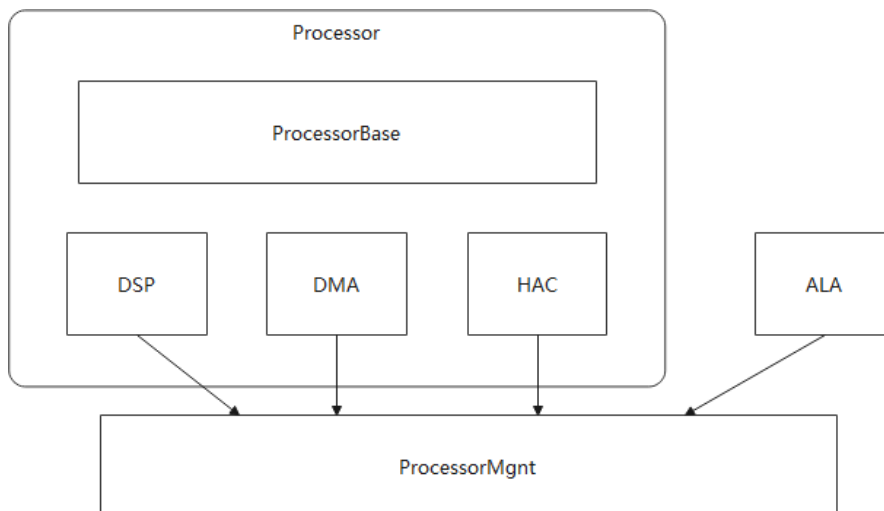 Processor
ProcessorBase
DSP
DMA
HAC
ALA
ProcessorMgnt